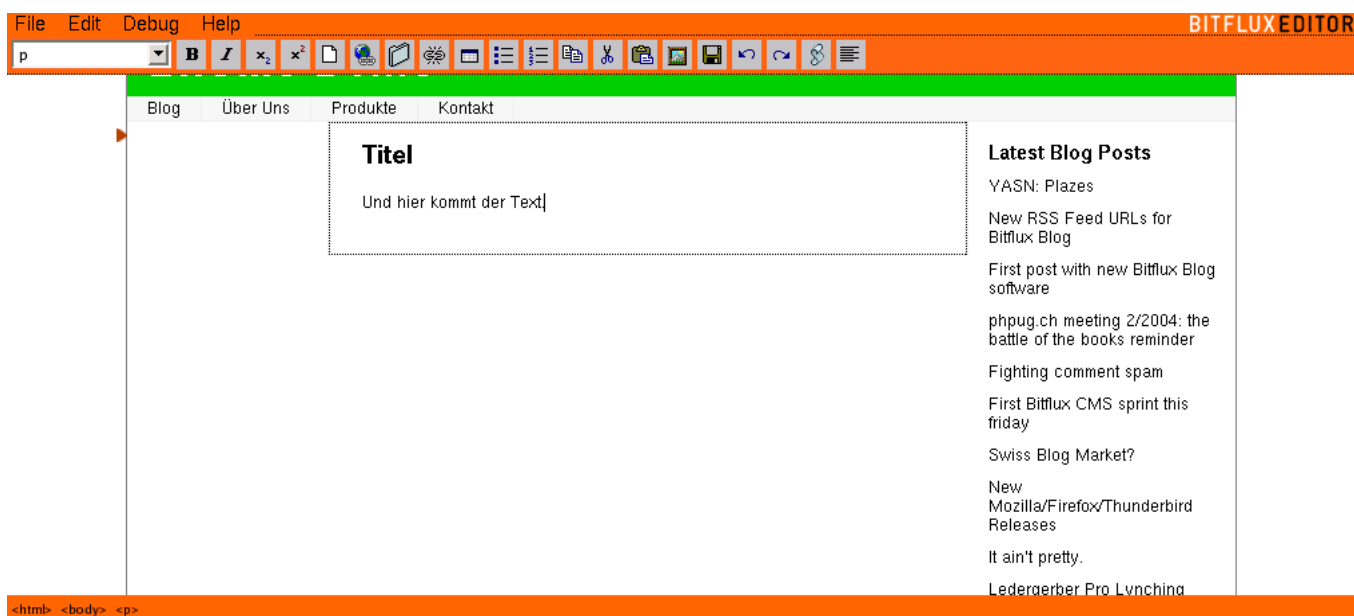 File Edit Debug Help
BITFLUXEDITOR
p
B I x₂ x²
Blog Über Uns Produkte Kontakt
Titel
Und hier kommt der Text.
Latest Blog Posts
YASN: Plazes
New RSS Feed URLs for
Bitflux Blog
First post with new Bitflux Blog
software
phpug.ch meeting 2/2004: the
battle of the books reminder
Fighting comment spam
First Bitflux CMS sprint this
friday
Swiss Blog Market?
New
Mozilla/Firefox/Thunderbird
Releases
It ain't pretty.
Ledergerber Pro Lynching
<html> <body> <p>